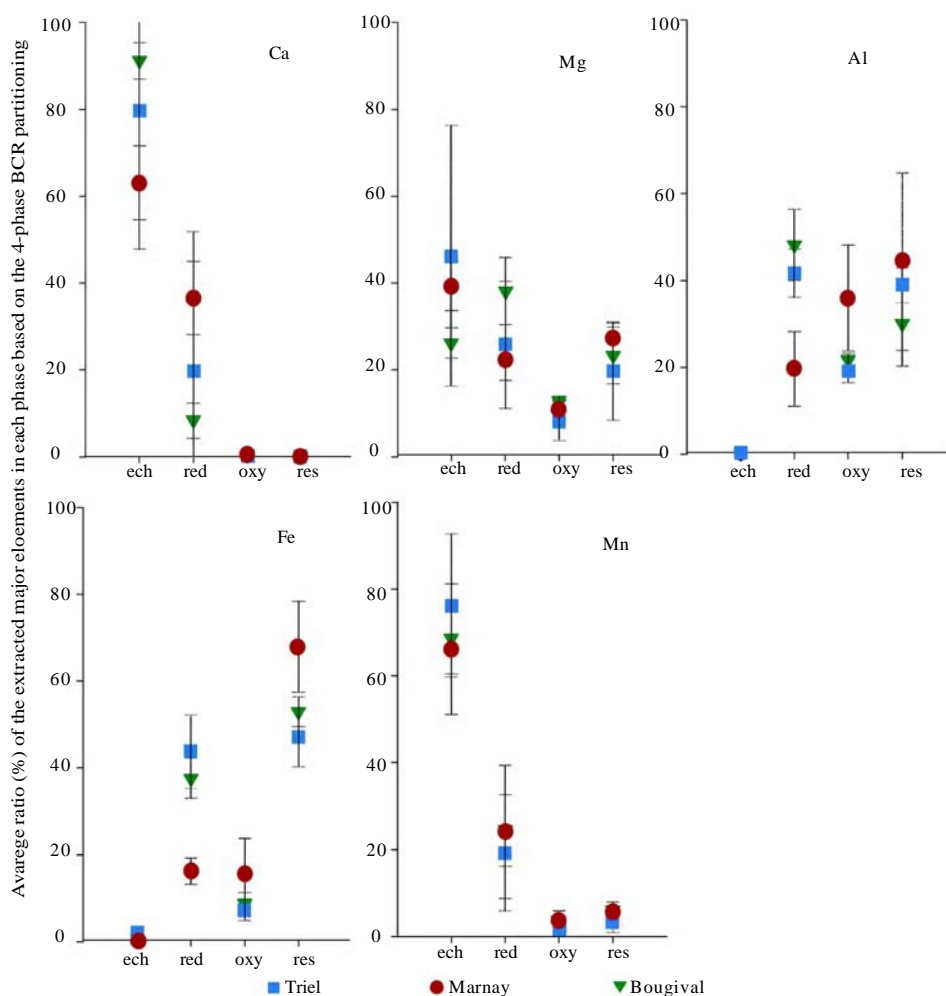 Avarege ratio (%) of the extracted major eloements in each phase based on the 4-phase BCR partitioning
100
80
60
40
20
0
Ca
ech red oxy res
100
80
60
40
20
0
Mg
ech red oxy res
100
80
60
40
20
0
Al
ech red oxy res
100
80
60
40
20
0
Fe
ech red oxy res
100
80
60
40
20
0
Mn
ech red oxy res
Triel Marnay Bougival